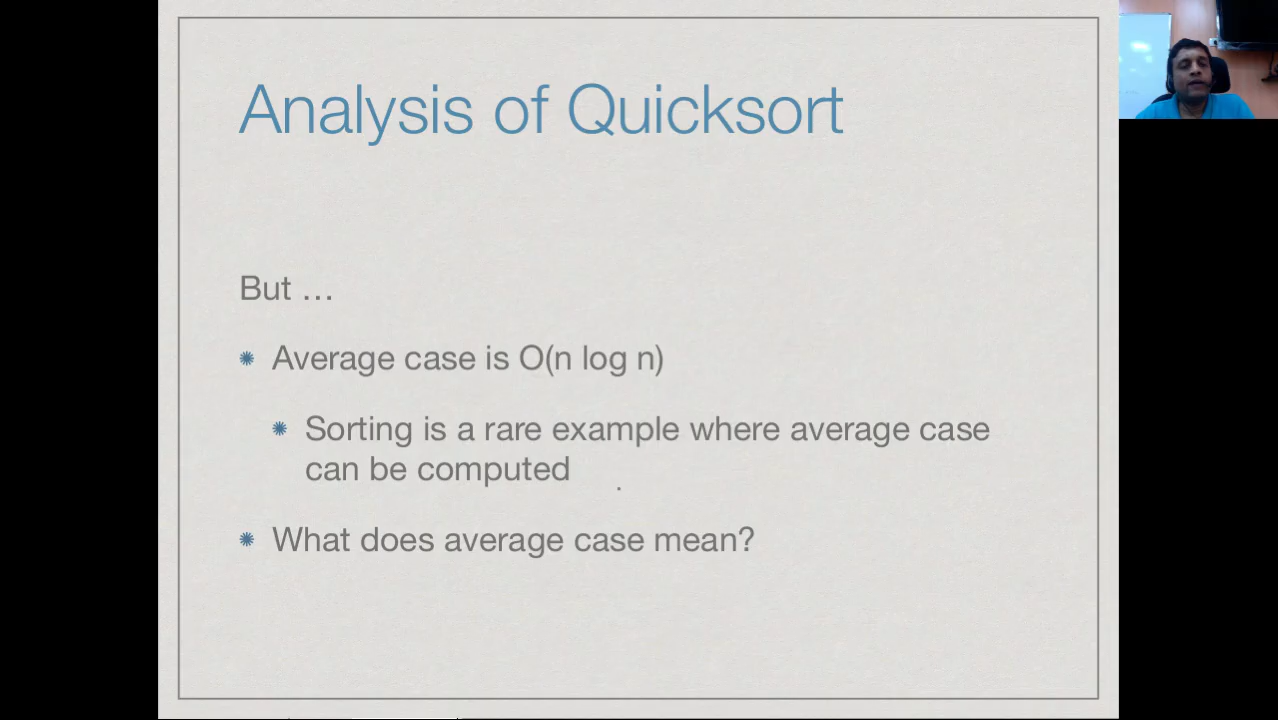 Analysis of Quicksort
But …
Average case is O(n log n)
Sorting is a rare example where average case
can be computed
What does average case mean?